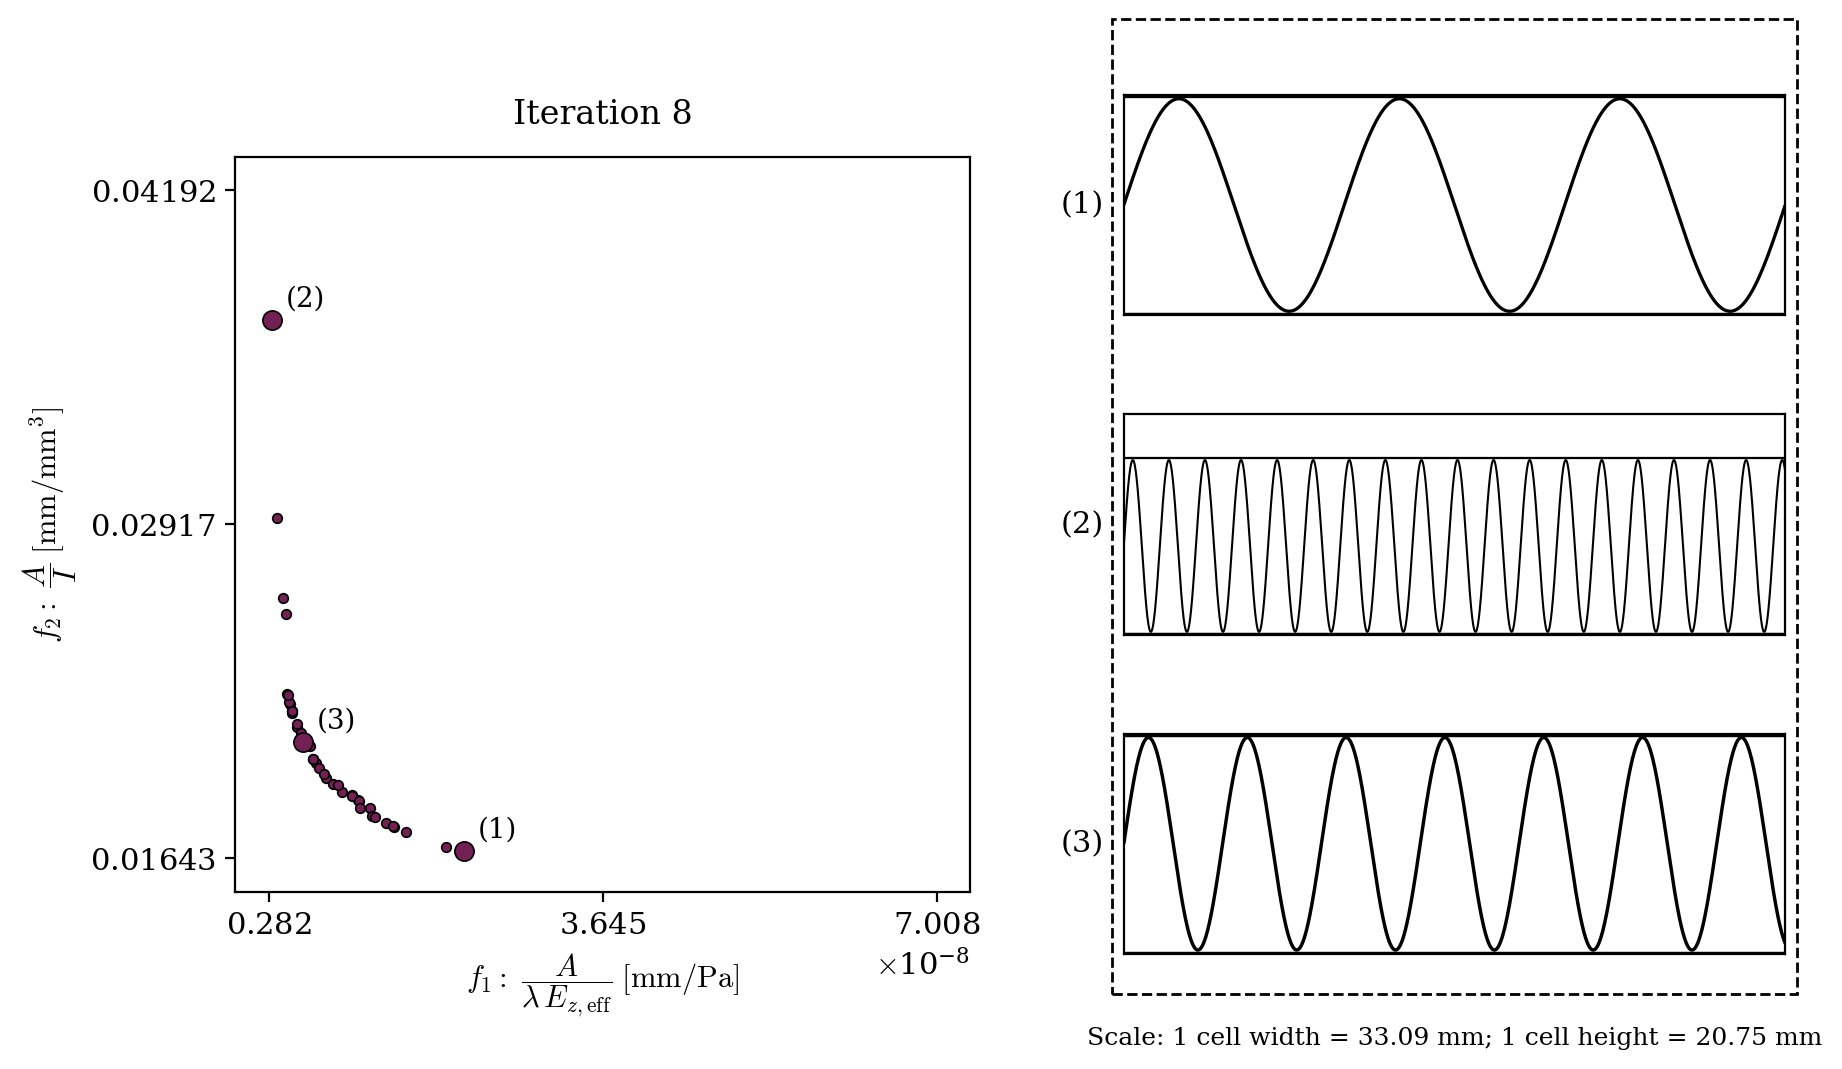 Iteration 8
0.04192
0.02917
0.01643
f₂ : A/I [mm/mm³]
(2)
(3)
(1)
0.282 3.645 7.008
×10⁻⁸
f₁ : A/(λ E_z,eff) [mm/Pa]
(1)
(2)
(3)
Scale: 1 cell width = 33.09 mm; 1 cell height = 20.75 mm